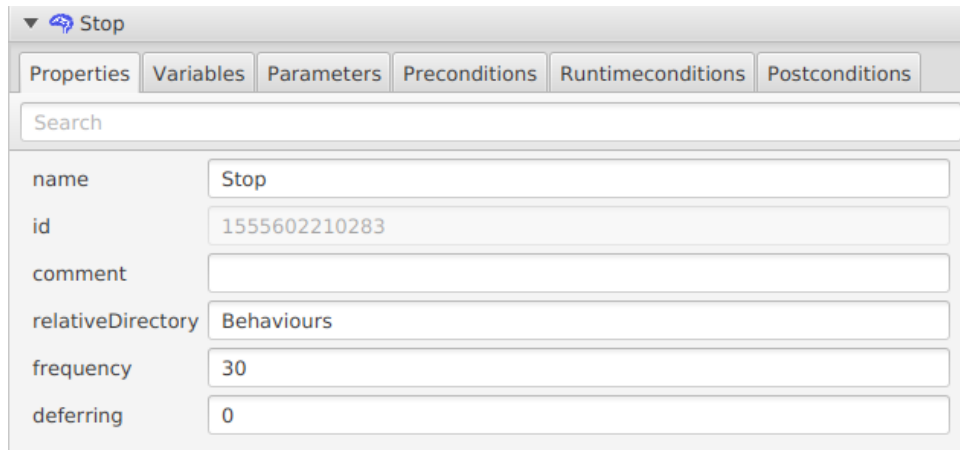 Stop
Properties Variables Parameters Preconditions Runtimeconditions Postconditions
Search
name Stop
id 1555602210283
comment
relativeDirectory Behaviours
frequency 30
deferring 0